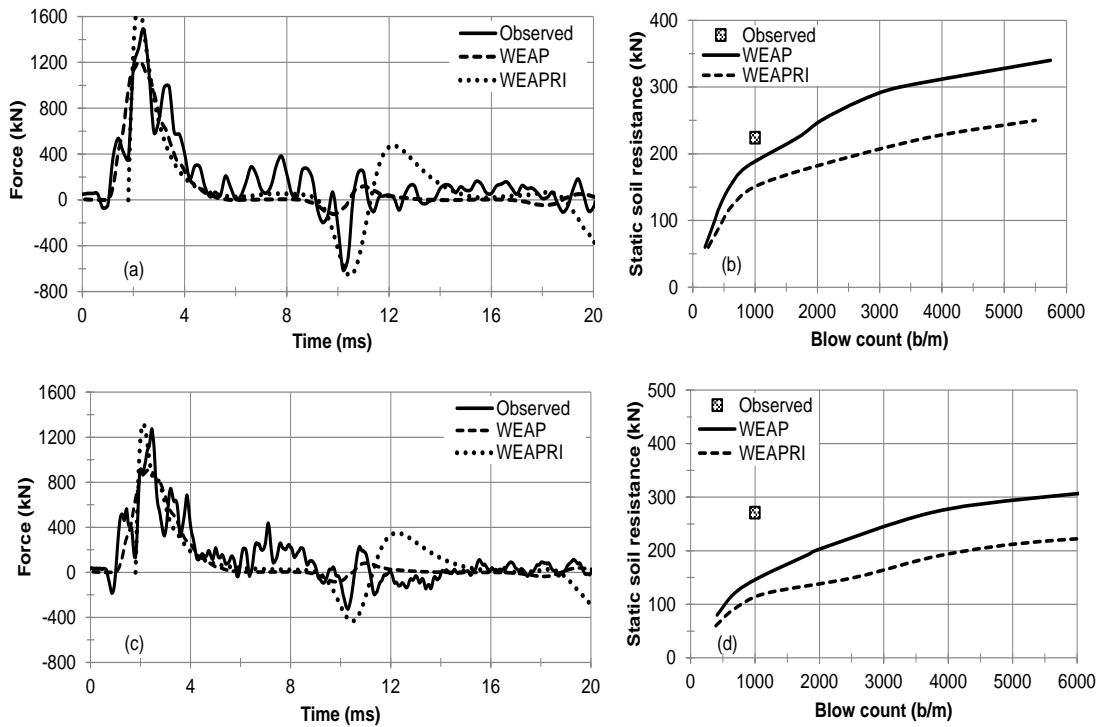 1600
1200
800
400
0
-400
-800
Force (kN)
Observed
WEAP
WEAPRI
(a)
0 4 8 12 16 20
Time (ms)
400
300
200
100
0
Static soil resistance (kN)
Observed
WEAP
WEAPRI
(b)
0 1000 2000 3000 4000 5000 6000
Blow count (b/m)
1600
1200
800
400
0
-400
-800
Force (kN)
Observed
WEAP
WEAPRI
(c)
0 4 8 12 16 20
Time (ms)
500
400
300
200
100
0
Static soil resistance (kN)
Observed
WEAP
WEAPRI
(d)
0 1000 2000 3000 4000 5000 6000
Blow count (b/m)